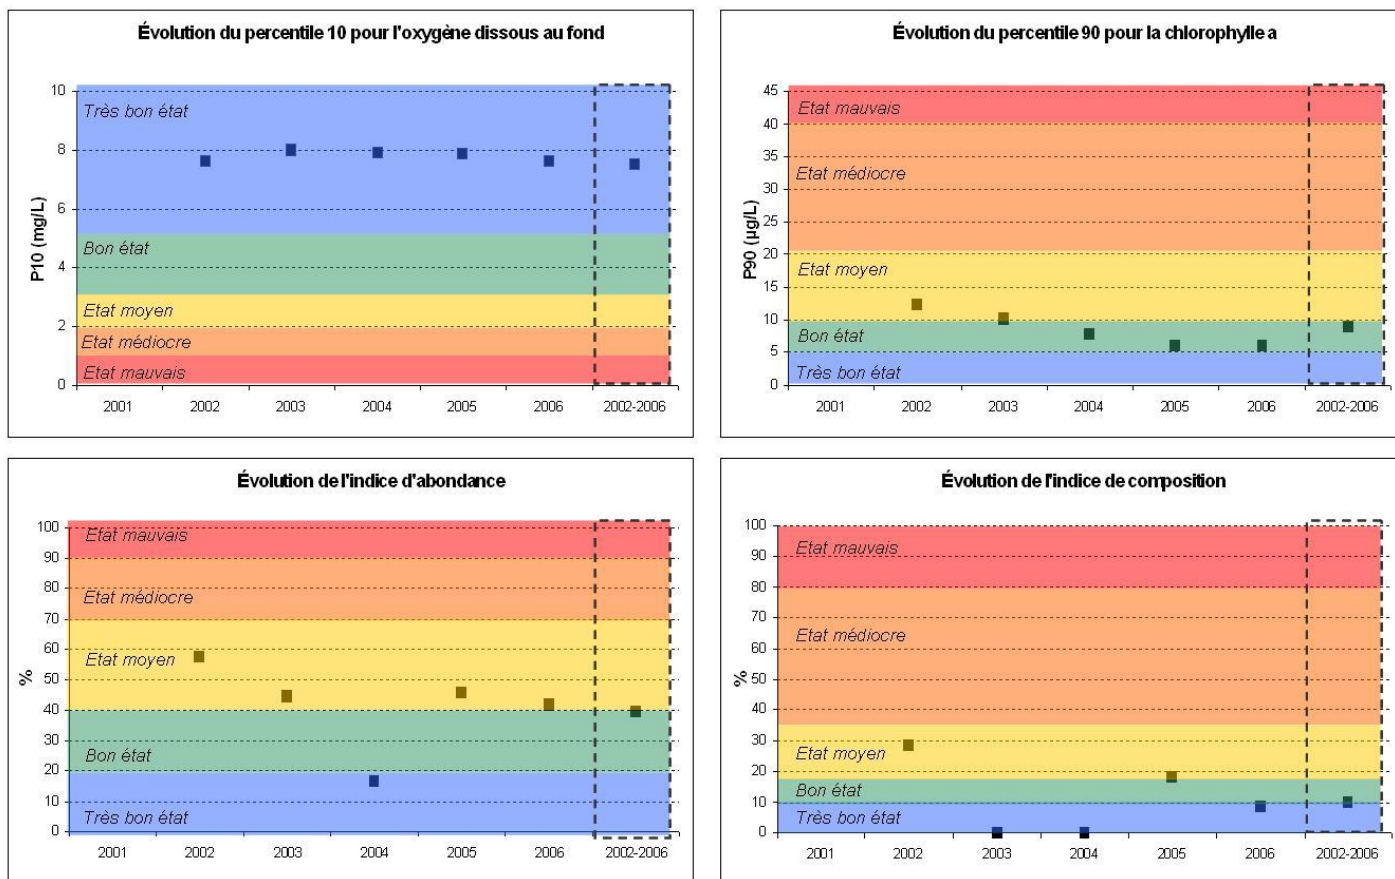 Évolution du percentile 10 pour l'oxygène dissous au fond
P10 (mg/L)
10
8
6
4
2
0
Très bon état
Bon état
Etat moyen
Etat médiocre
Etat mauvais
2001 2002 2003 2004 2005 2006 2002-2006
Évolution du percentile 90 pour la chlorophylle a
P90 (µg/L)
45
40
35
30
25
20
15
10
5
0
Etat mauvais
Etat médiocre
Etat moyen
Bon état
Très bon état
2001 2002 2003 2004 2005 2006 2002-2006
Évolution de l'indice d'abondance
%
100
90
80
70
60
50
40
30
20
10
0
Etat mauvais
Etat médiocre
Etat moyen
Bon état
Très bon état
2001 2002 2003 2004 2005 2006 2002-2006
Évolution de l'indice de composition
%
100
90
80
70
60
50
40
30
20
10
0
Etat mauvais
Etat médiocre
Etat moyen
Bon état
Très bon état
2001 2002 2003 2004 2005 2006 2002-2006